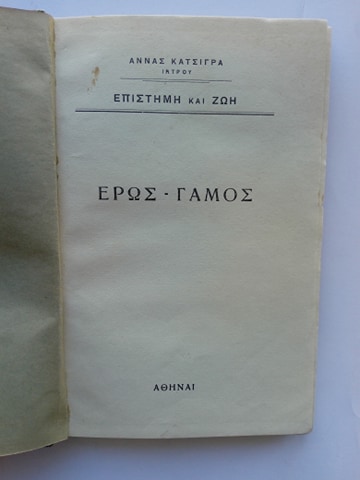 ΑΝΝΑΣ ΚΑΤΣΙΓΡΑ
ΙΑΤΡΟΥ
ΕΠΙΣΤΗΜΗ ΚΑΙ ΖΩΗ
ΕΡΩΣ - ΓΑΜΟΣ
ΑΘΗΝΑΙ